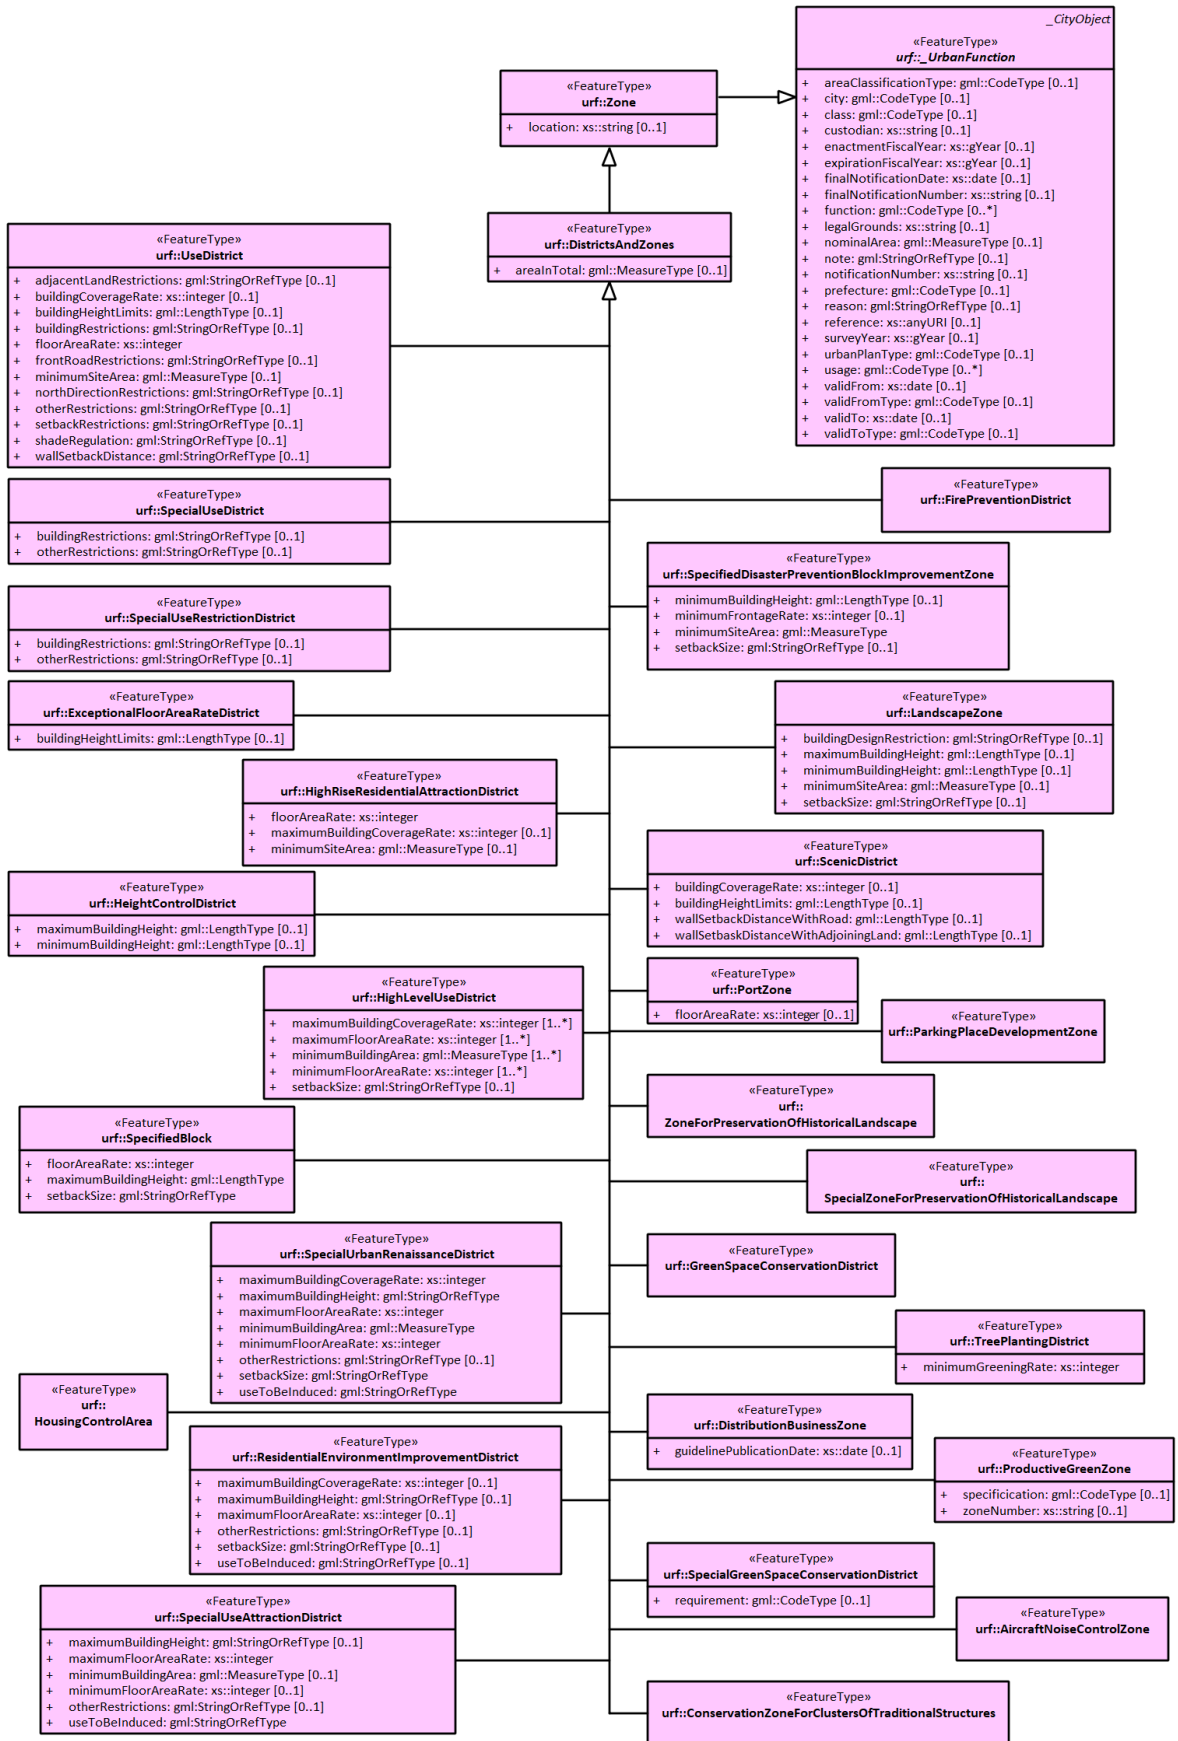 _CityObject
«FeatureType»
urf::_UrbanFunction
+ areaClassificationType: gml::CodeType [0..1]
+ city: gml::CodeType [0..1]
+ class: gml::CodeType [0..1]
+ custodian: xs::string [0..1]
+ enactmentFiscalYear: xs::gYear [0..1]
+ expirationFiscalYear: xs::gYear [0..1]
+ finalNotificationDate: xs::date [0..1]
+ finalNotificationNumber: xs::string [0..1]
+ function: gml::CodeType [0..*]
+ legalGrounds: xs::string [0..1]
+ nominalArea: gml::MeasureType [0..1]
+ note: gml:StringOrRefType [0..1]
+ notificationNumber: xs::string [0..1]
+ prefecture: gml::CodeType [0..1]
+ reason: gml:StringOrRefType [0..1]
+ reference: xs::anyURI [0..1]
+ surveyYear: xs::gYear [0..1]
+ urbanPlanType: gml::CodeType [0..1]
+ usage: gml::CodeType [0..*]
+ validFrom: xs::date [0..1]
+ validFromType: gml::CodeType [0..1]
+ validTo: xs::date [0..1]
+ validToType: gml::CodeType [0..1]
«FeatureType»
urf::Zone
+ location: xs::string [0..1]
«FeatureType»
urf::DistrictsAndZones
+ areaInTotal: gml::MeasureType [0..1]
«FeatureType»
urf::UseDistrict
+ adjacentLandRestrictions: gml:StringOrRefType [0..1]
+ buildingCoverageRate: xs::integer [0..1]
+ buildingHeightLimits: gml::LengthType [0..1]
+ buildingRestrictions: gml:StringOrRefType [0..1]
+ floorAreaRate: xs::integer
+ frontRoadRestrictions: gml:StringOrRefType [0..1]
+ minimumSiteArea: gml::MeasureType [0..1]
+ northDirectionRestrictions: gml:StringOrRefType [0..1]
+ otherRestrictions: gml:StringOrRefType [0..1]
+ setbackRestrictions: gml:StringOrRefType [0..1]
+ shadeRegulation: gml:StringOrRefType [0..1]
+ wallSetbackDistance: gml:StringOrRefType [0..1]
«FeatureType»
urf::FirePreventionDistrict
«FeatureType»
urf::SpecialUseDistrict
+ buildingRestrictions: gml:StringOrRefType [0..1]
+ otherRestrictions: gml:StringOrRefType [0..1]
«FeatureType»
urf::SpecifiedDisasterPreventionBlockImprovementZone
+ minimumBuildingHeight: gml::LengthType [0..1]
+ minimumFrontageRate: xs::integer [0..1]
+ minimumSiteArea: gml::MeasureType
+ setbackSize: gml:StringOrRefType [0..1]
«FeatureType»
urf::SpecialUseRestrictionDistrict
+ buildingRestrictions: gml:StringOrRefType [0..1]
+ otherRestrictions: gml:StringOrRefType [0..1]
«FeatureType»
urf::ExceptionalFloorAreaRateDistrict
+ buildingHeightLimits: gml::LengthType [0..1]
«FeatureType»
urf::LandscapeZone
+ buildingDesignRestriction: gml:StringOrRefType [0..1]
+ maximumBuildingHeight: gml::LengthType [0..1]
+ minimumBuildingHeight: gml::LengthType [0..1]
+ minimumSiteArea: gml::MeasureType [0..1]
+ setbackSize: gml:StringOrRefType [0..1]
«FeatureType»
urf::HighRiseResidentialAttractionDistrict
+ floorAreaRate: xs::integer
+ maximumBuildingCoverageRate: xs::integer [0..1]
+ minimumSiteArea: gml::MeasureType [0..1]
«FeatureType»
urf::ScenicDistrict
+ buildingCoverageRate: xs::integer [0..1]
+ buildingHeightLimits: gml::LengthType [0..1]
+ wallSetbackDistanceWithRoad: gml::LengthType [0..1]
+ wallSetbaskDistanceWithAdjoiningLand: gml::LengthType [0..1]
«FeatureType»
urf::HeightControlDistrict
+ maximumBuildingHeight: gml::LengthType [0..1]
+ minimumBuildingHeight: gml::LengthType [0..1]
«FeatureType»
urf::PortZone
+ floorAreaRate: xs::integer [0..1]
«FeatureType»
urf::HighLevelUseDistrict
+ maximumBuildingCoverageRate: xs::integer [1..*]
+ maximumFloorAreaRate: xs::integer [1..*]
+ minimumBuildingArea: gml::MeasureType [1..*]
+ minimumFloorAreaRate: xs::integer [1..*]
+ setbackSize: gml:StringOrRefType [0..1]
«FeatureType»
urf::ParkingPlaceDevelopmentZone
«FeatureType»
urf::
ZoneForPreservationOfHistoricalLandscape
«FeatureType»
urf::SpecifiedBlock
+ floorAreaRate: xs::integer
+ maximumBuildingHeight: gml::LengthType
+ setbackSize: gml:StringOrRefType
«FeatureType»
urf::
SpecialZoneForPreservationOfHistoricalLandscape
«FeatureType»
urf::SpecialUrbanRenaissanceDistrict
+ maximumBuildingCoverageRate: xs::integer
+ maximumBuildingHeight: gml:StringOrRefType
+ maximumFloorAreaRate: xs::integer
+ minimumBuildingArea: gml::MeasureType
+ minimumFloorAreaRate: xs::integer
+ otherRestrictions: gml:StringOrRefType [0..1]
+ setbackSize: gml:StringOrRefType
+ useToBeInduced: gml:StringOrRefType
«FeatureType»
urf::GreenSpaceConservationDistrict
«FeatureType»
urf::TreePlantingDistrict
+ minimumGreeningRate: xs::integer
«FeatureType»
urf::
HousingControlArea
«FeatureType»
urf::DistributionBusinessZone
+ guidelinePublicationDate: xs::date [0..1]
«FeatureType»
urf::ResidentialEnvironmentImprovementDistrict
+ maximumBuildingCoverageRate: xs::integer [0..1]
+ maximumBuildingHeight: gml:StringOrRefType [0..1]
+ maximumFloorAreaRate: xs::integer [0..1]
+ otherRestrictions: gml:StringOrRefType [0..1]
+ setbackSize: gml:StringOrRefType [0..1]
+ useToBeInduced: gml:StringOrRefType [0..1]
«FeatureType»
urf::ProductiveGreenZone
+ specificication: gml::CodeType [0..1]
+ zoneNumber: xs::string [0..1]
«FeatureType»
urf::SpecialGreenSpaceConservationDistrict
+ requirement: gml::CodeType [0..1]
«FeatureType»
urf::SpecialUseAttractionDistrict
+ maximumBuildingHeight: gml:StringOrRefType [0..1]
+ maximumFloorAreaRate: xs::integer
+ minimumBuildingArea: gml::MeasureType [0..1]
+ minimumFloorAreaRate: xs::integer [0..1]
+ otherRestrictions: gml:StringOrRefType [0..1]
+ useToBeInduced: gml:StringOrRefType
«FeatureType»
urf::AircraftNoiseControlZone
«FeatureType»
urf::ConservationZoneForClustersOfTraditionalStructures